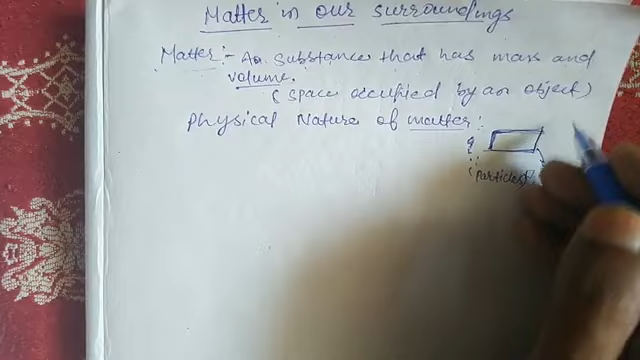 Matter in our surroundings
Matter:- A substance that has mass and
volume.
(space occupied by an object)
Physical Nature of matter:
(particles)